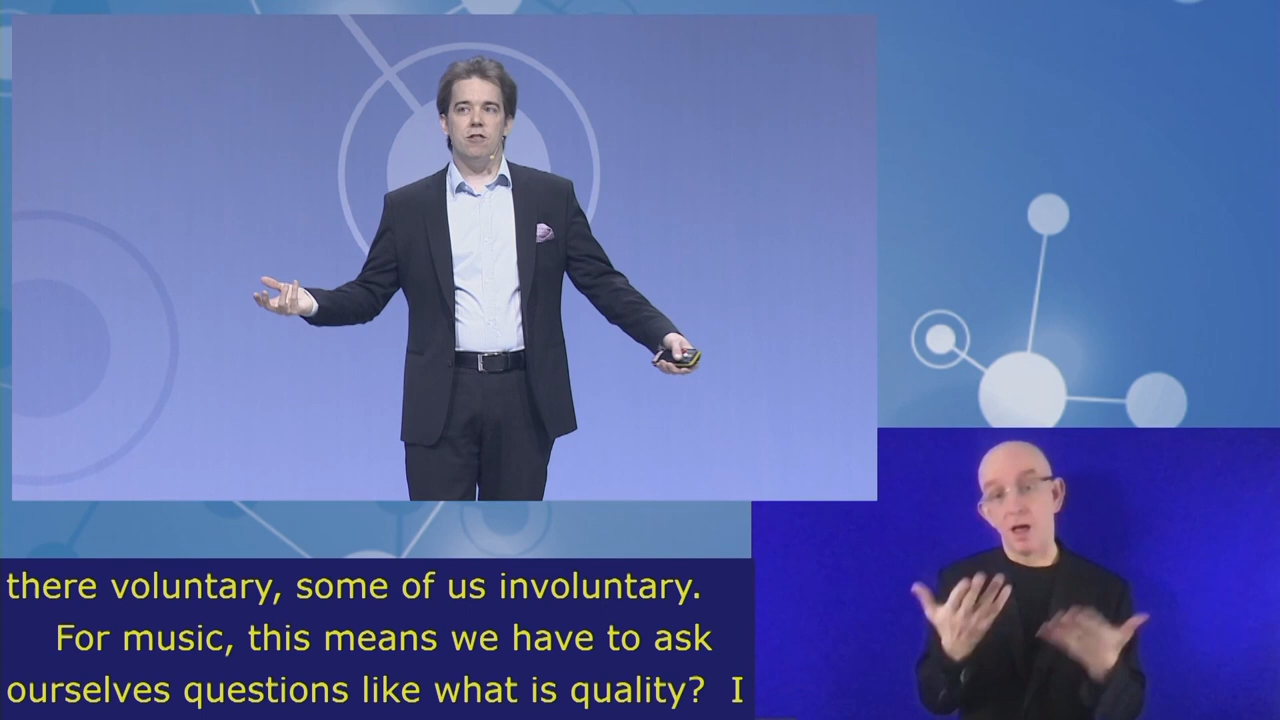 there voluntary, some of us involuntary.
For music, this means we have to ask
ourselves questions like what is quality?  I